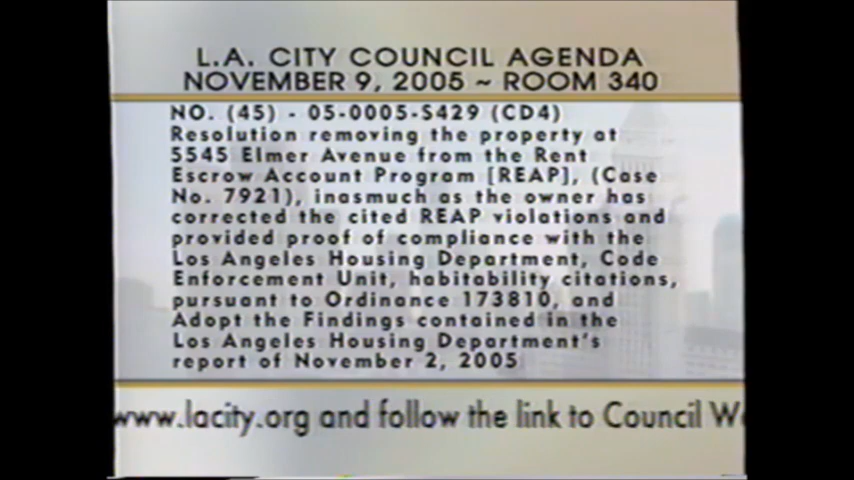 L.A. CITY COUNCIL AGENDA
NOVEMBER 9, 2005 ~ ROOM 340
NO. (45) - 05-0005-S429 (CD4)
Resolution removing the property at
5545 Elmer Avenue from the Rent
Escrow Account Program [REAP], (Case
No. 7921), inasmuch as the owner has
corrected the cited REAP violations and
provided proof of compliance with the
Los Angeles Housing Department, Code
Enforcement Unit, habitability citations,
pursuant to Ordinance 173810, and
Adopt the Findings contained in the
Los Angeles Housing Department's
report of November 2, 2005
www.lacity.org and follow the link to Council